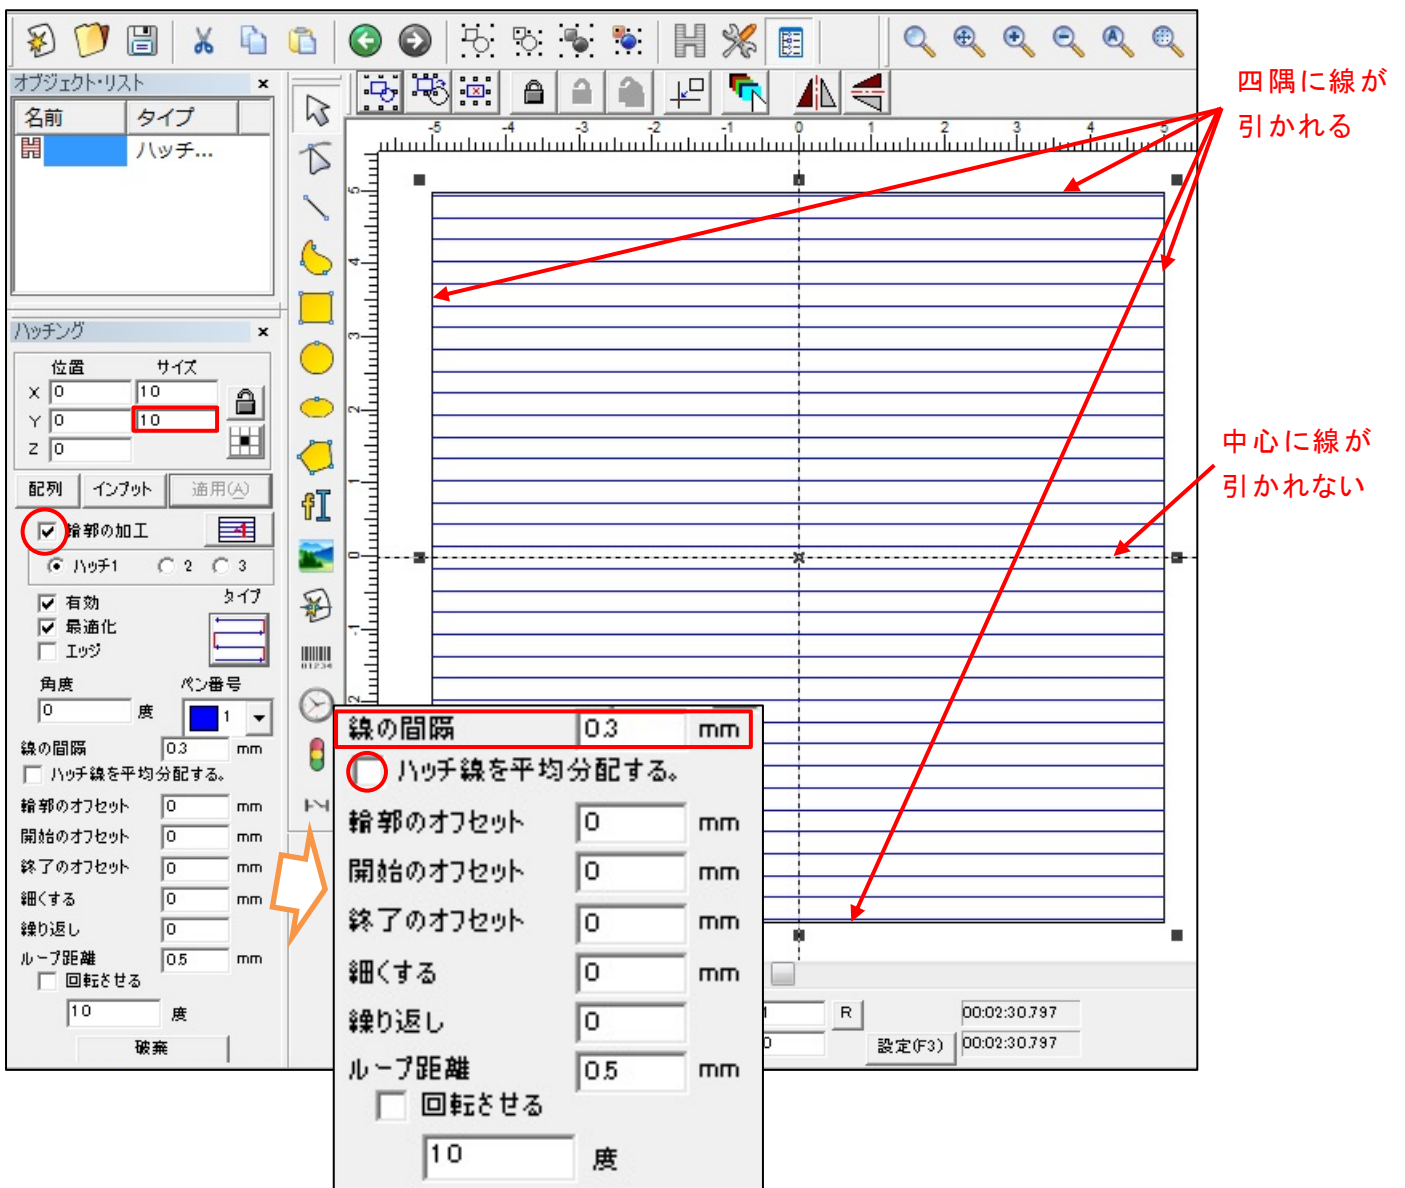 オブジェクト・リスト x
名前 タイプ
ハッチ...
ハッチング x
位置 サイズ
X 0 10
Y 0 10
Z 0
配列 インプット 適用(A)
輪郭の加工
ハッチ1 2 3
有効 タイプ
最適化
エッジ
角度 ペン番号
0 度 1
線の間隔 0.3 mm
ハッチ線を平均分配する。
輪郭のオフセット 0 mm
開始のオフセット 0 mm
終了のオフセット 0 mm
細くする 0 mm
繰り返し 0
ループ距離 0.5 mm
回転させる
10 度
破棄
01234
-5 -4 -3 -2 -1 0 1 2 3 4 5
5
4
3
2
1
0
-1
-2
四隅に線が
引かれる
中心に線が
引かれない
線の間隔 0.3 mm
ハッチ線を平均分配する。
輪郭のオフセット 0 mm
開始のオフセット 0 mm
終了のオフセット 0 mm
細くする 0 mm
繰り返し 0
ループ距離 0.5 mm
回転させる
10 度
R 00:02:30.797
設定(F3) 00:02:30.797